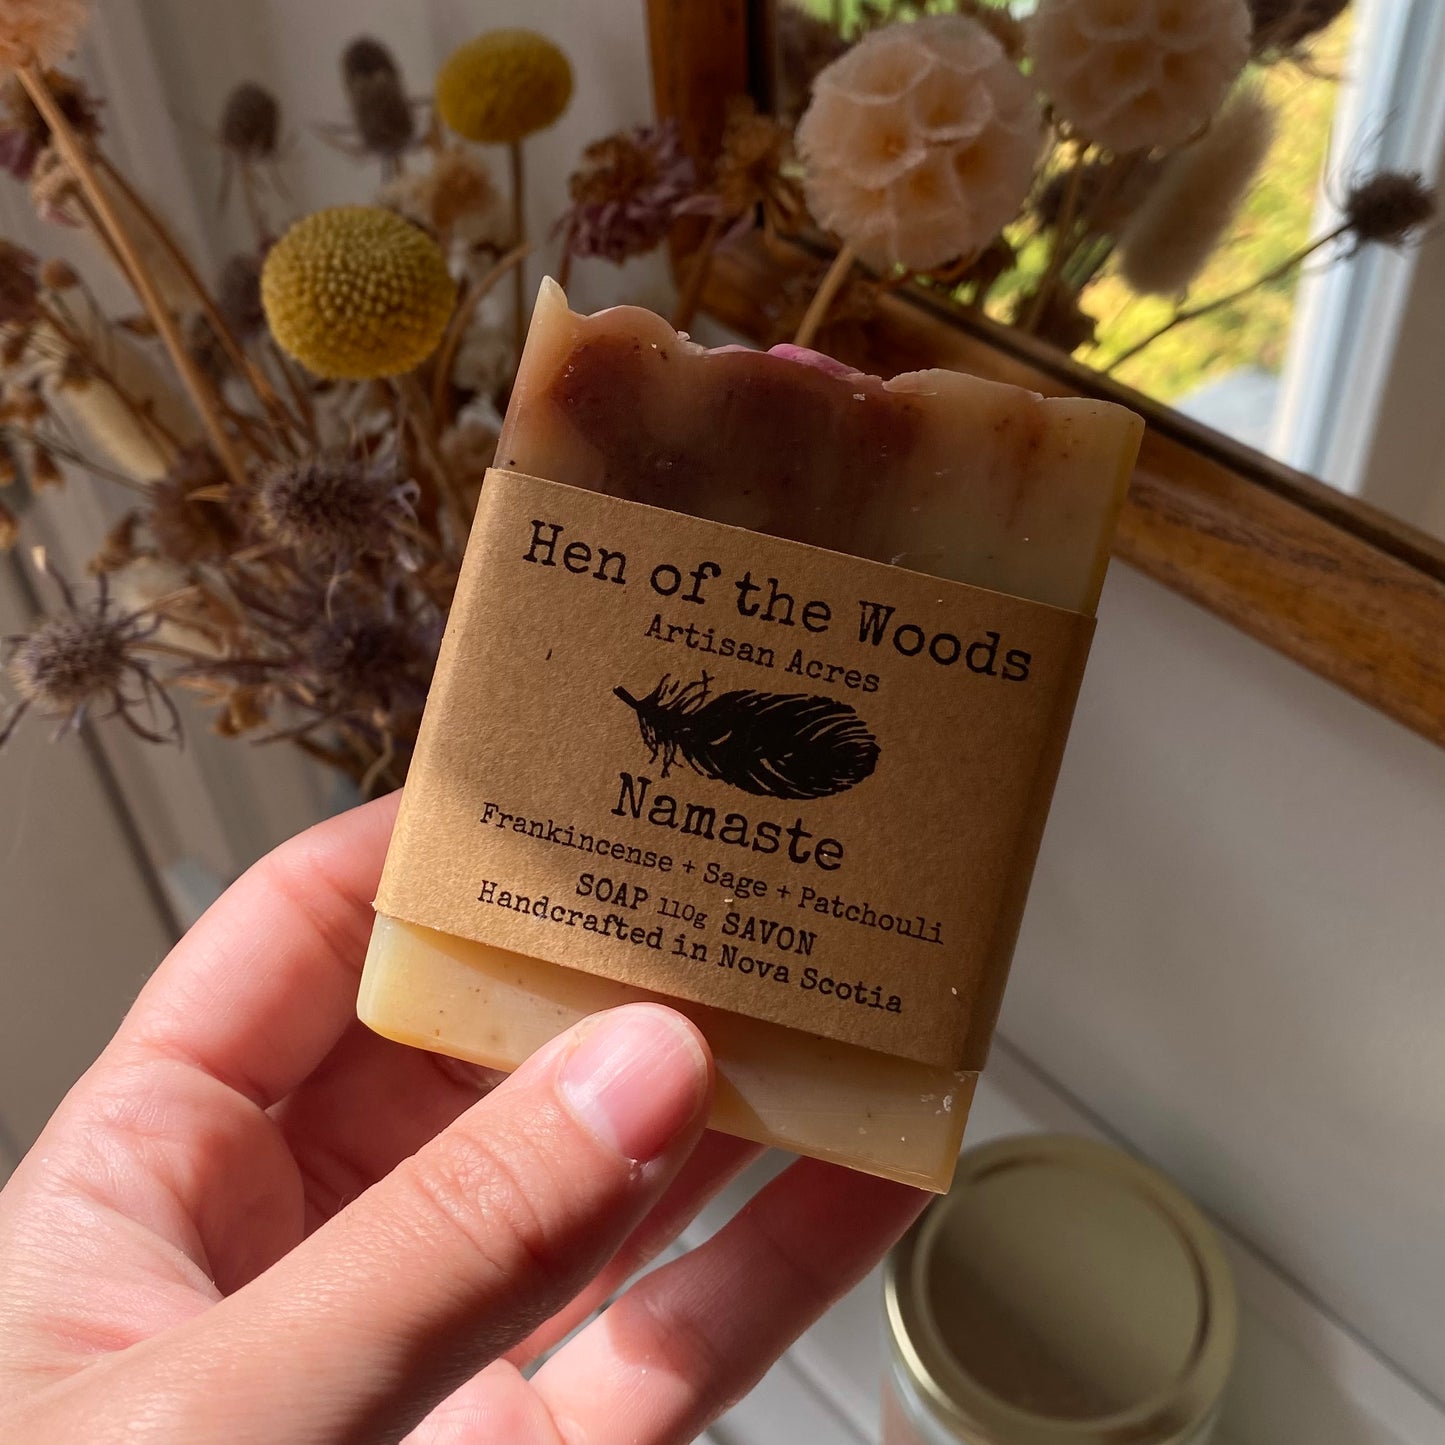 Hen of the Woods
Artisan Acres
Namaste
Frankincense + Sage + Patchouli
SOAP 110g SAVON
Handcrafted in Nova Scotia